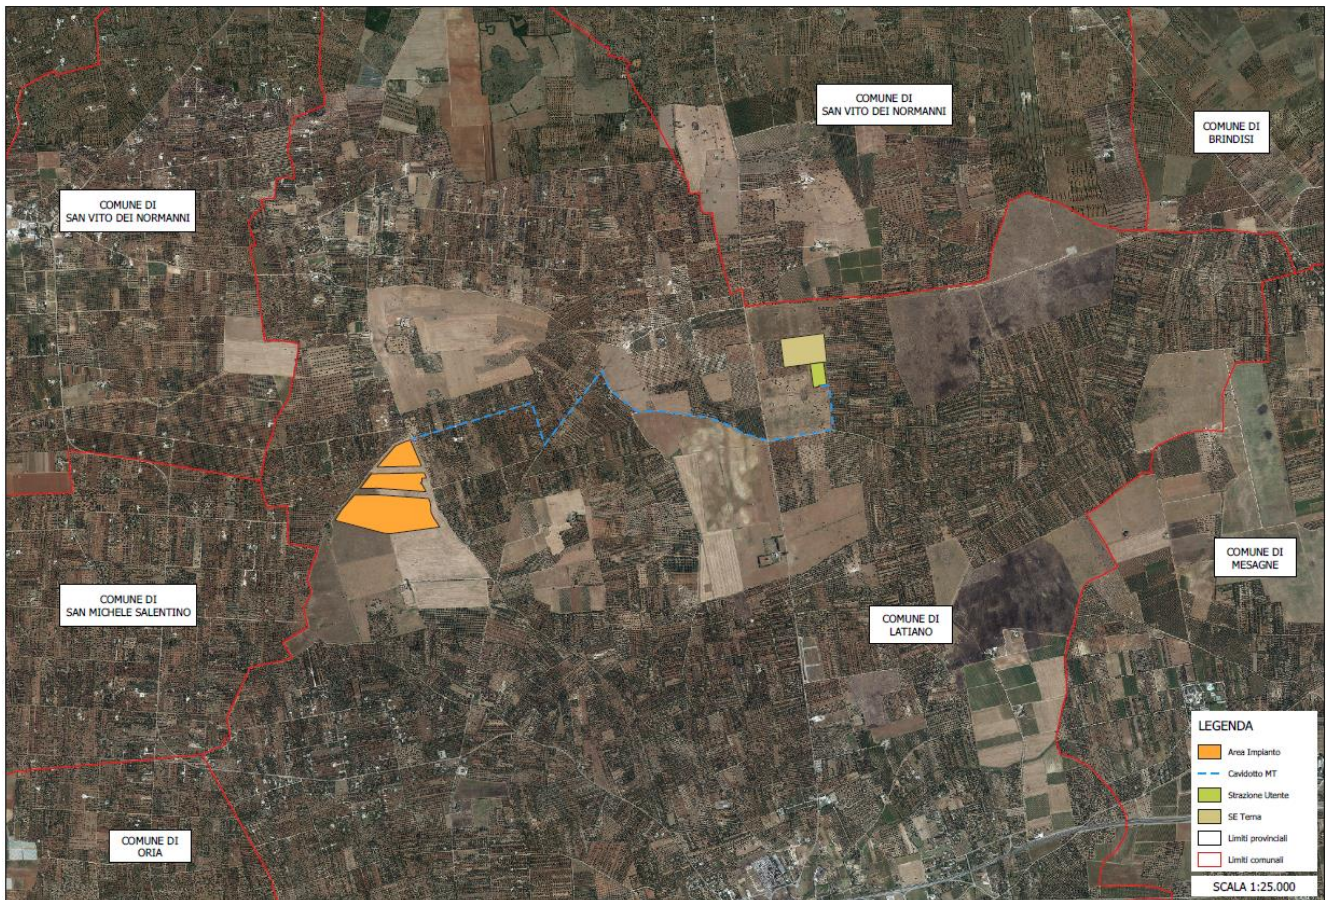 COMUNE DI
SAN VITO DEI NORMANNI
COMUNE DI
BRINDISI
COMUNE DI
SAN VITO DEI NORMANNI
COMUNE DI
MESAGNE
COMUNE DI
SAN MICHELE SALENTINO
COMUNE DI
LATIANO
COMUNE DI
ORIA
LEGENDA
Area Impianto
Cavidotto MT
Strazione Utente
SE Terna
Limiti provinciali
Limiti comunali
SCALA 1:25.000